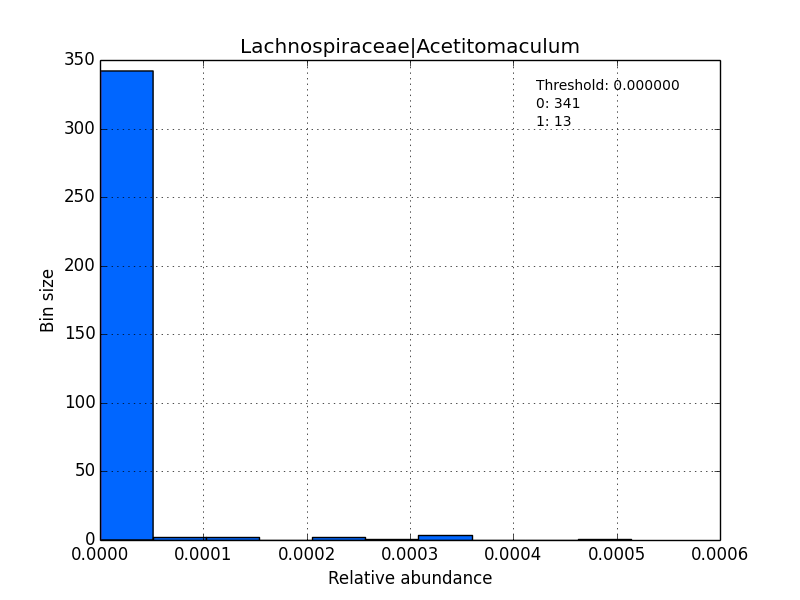 Lachnospiraceae|Acetitomaculum
Threshold: 0.000000
0: 341
1: 13
350
300
250
200
150
100
50
0
Bin size
0.0000 0.0001 0.0002 0.0003 0.0004 0.0005 0.0006
Relative abundance